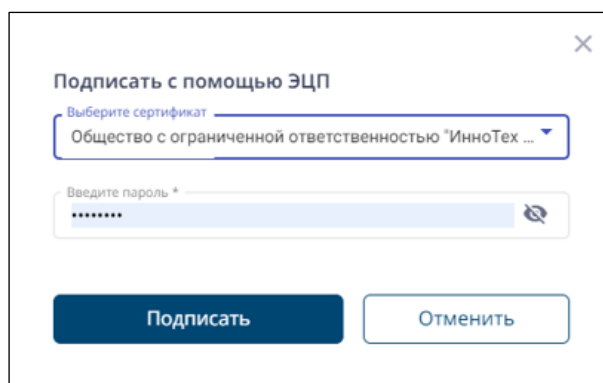 Подписать с помощью ЭЦП
Выберите сертификат
Общество с ограниченной ответственностью "ИнноТех ...
Введите пароль *
••••••••
Подписать
Отменить